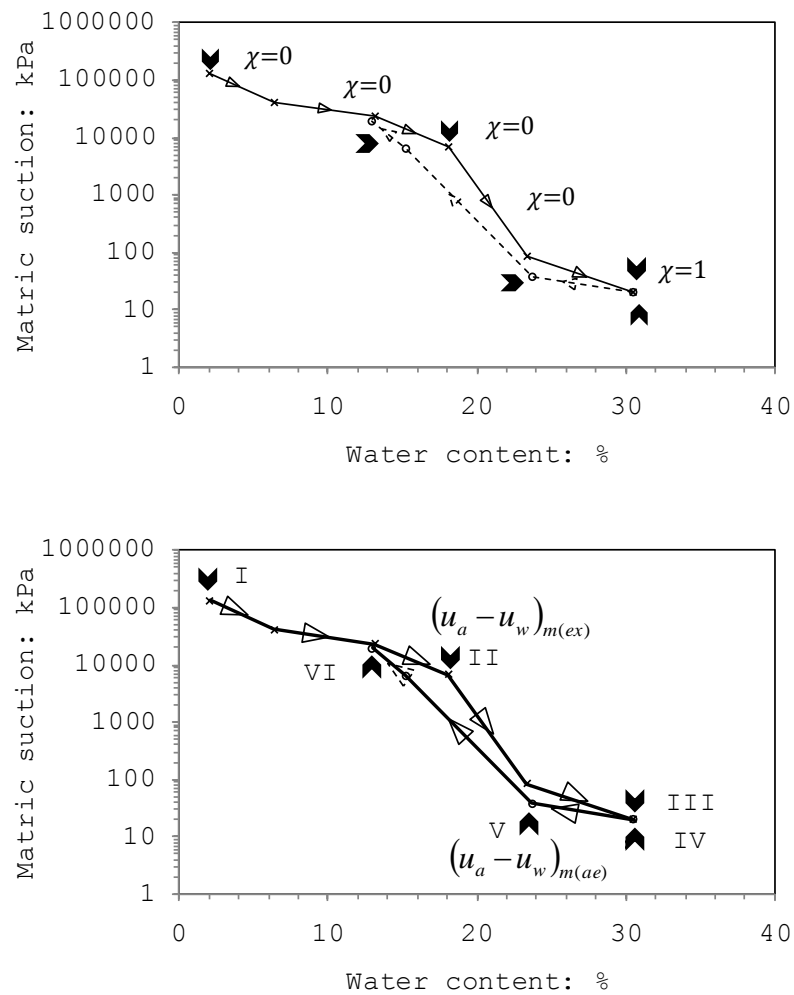 1000000
χ=0
100000
χ=0
10000
χ=0
1000
χ=0
100
χ=1
10
1
Matric suction: kPa
0 10 20 30 40
Water content: %
1000000
I
100000
(u_a − u_w)_{m(ex)}
10000
II
VI
1000
100
III
V
10
IV
(u_a − u_w)_{m(ae)}
1
Matric suction: kPa
0 10 20 30 40
Water content: %